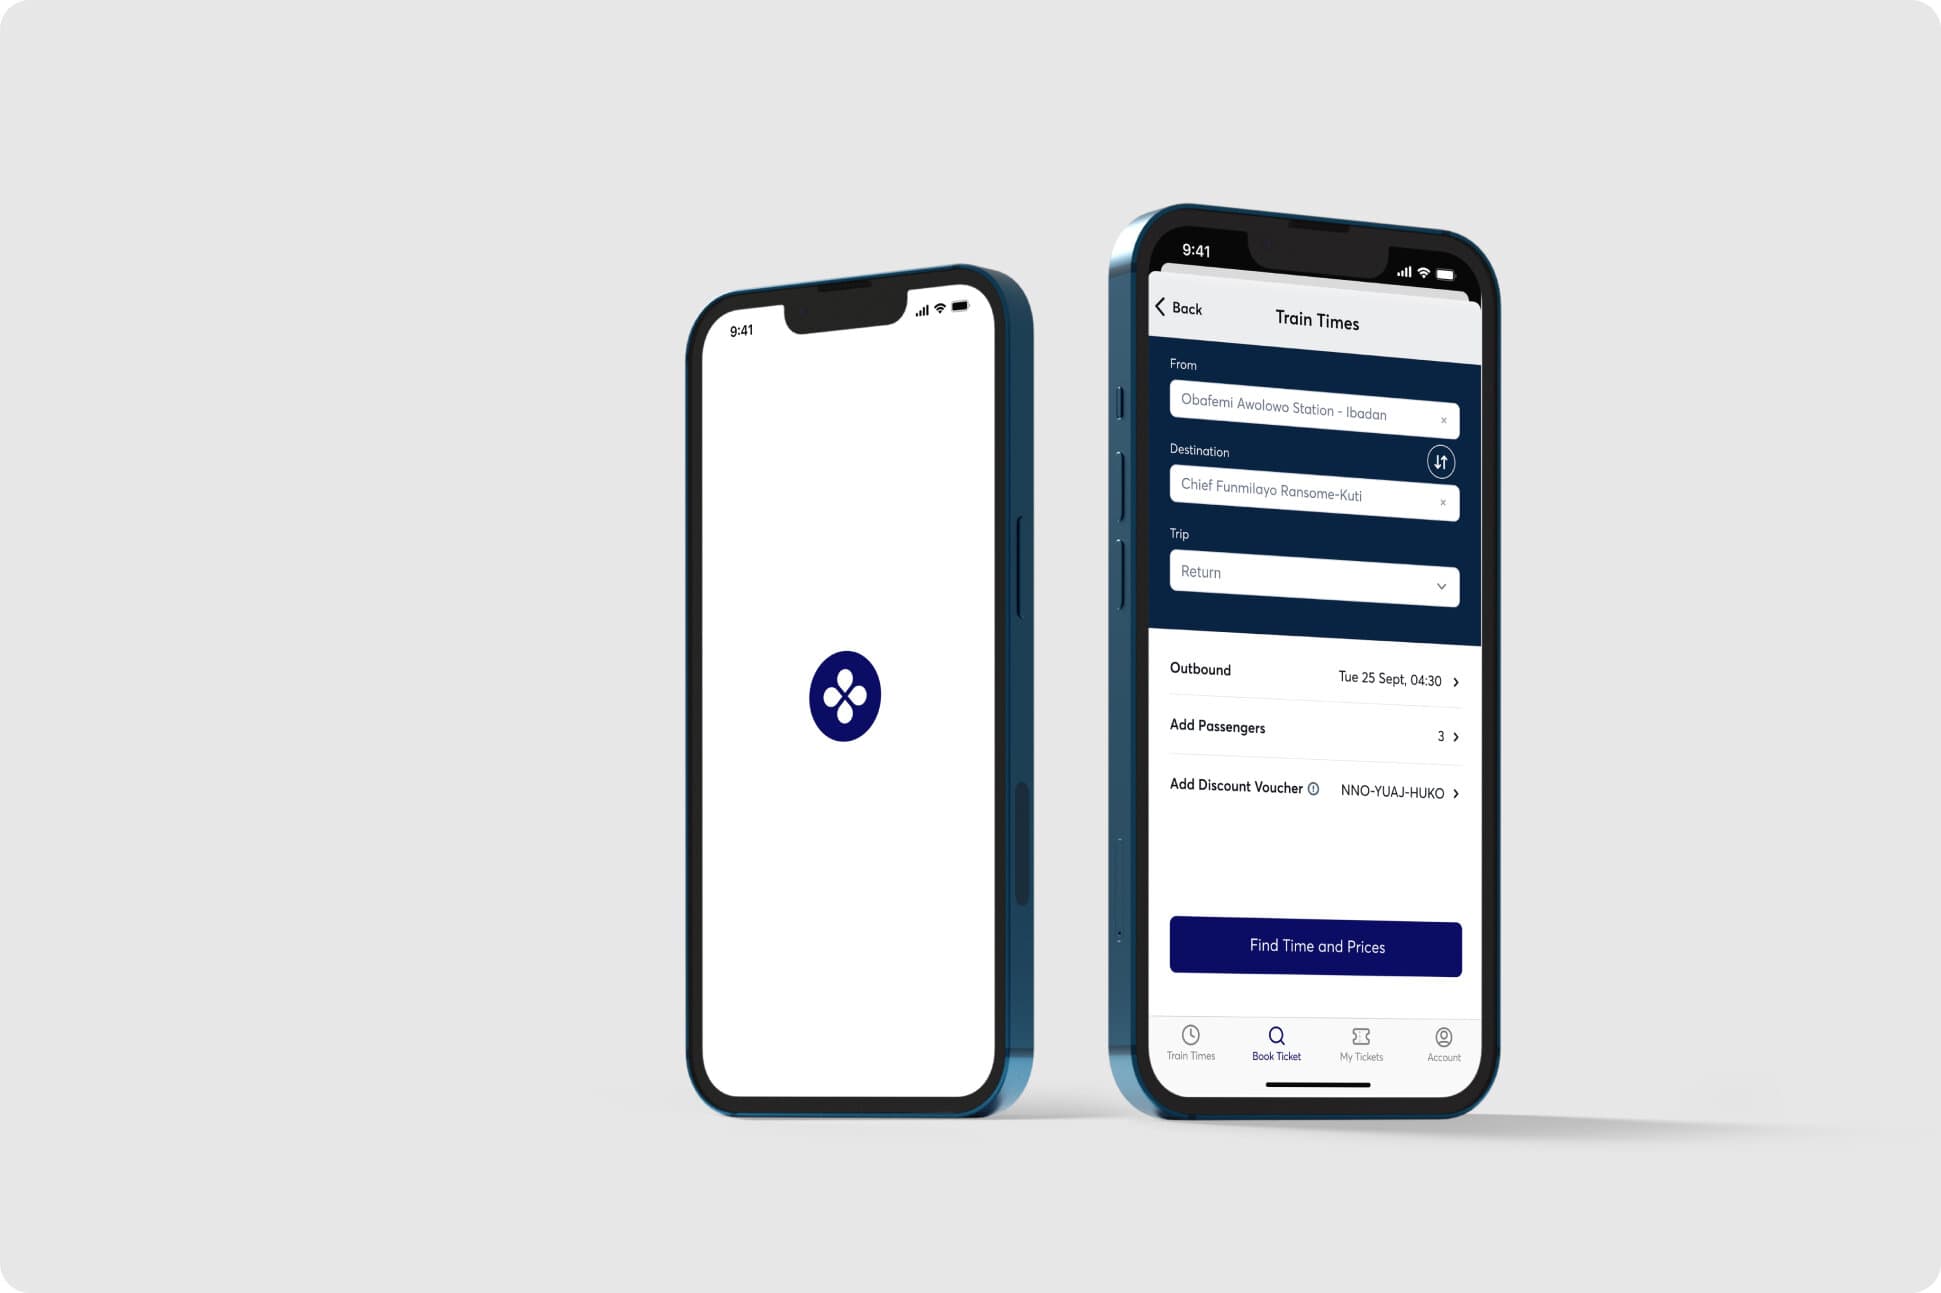 9:41
9:41
Back
Train Times
From
Obafemi Awolowo Station - Ibadan
Destination
Chief Funmilayo Ransome-Kuti
Trip
Return
Outbound
Tue 25 Sept, 04:30
Add Passengers
3
Add Discount Voucher
NNO-YUAJ-HUKO
Find Time and Prices
Train Times
Book Ticket
My Tickets
Account